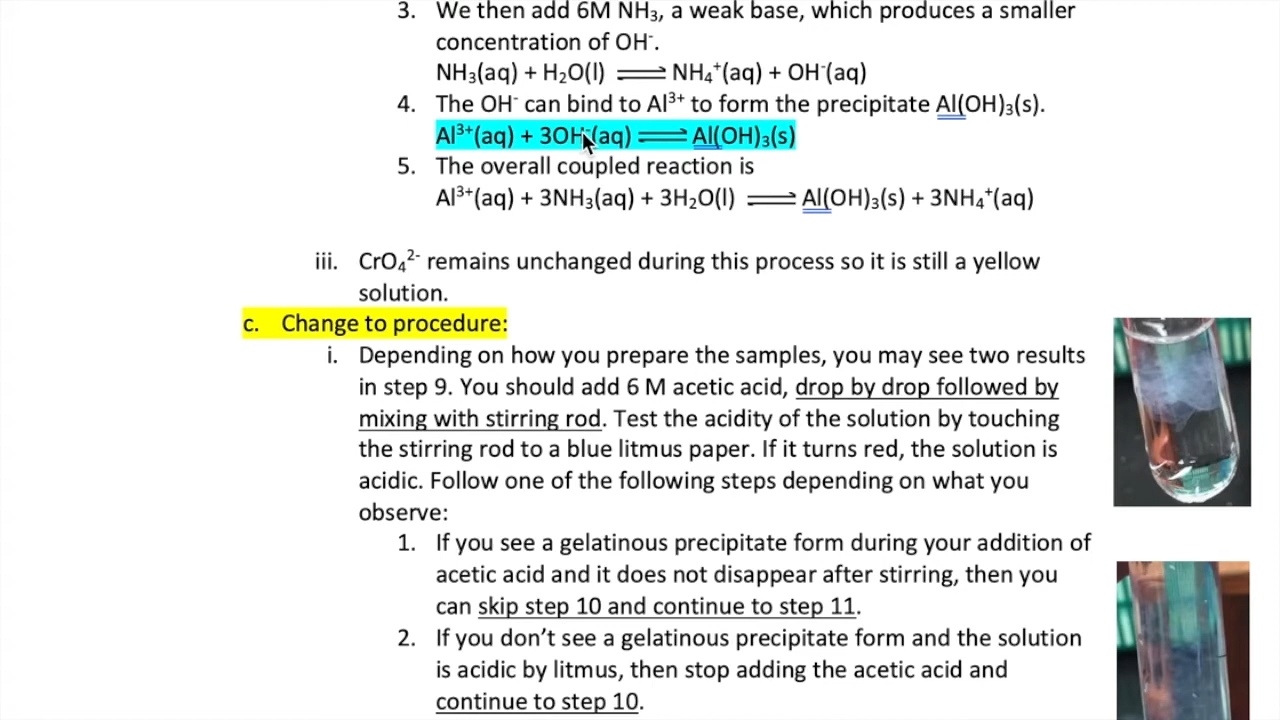 3. We then add 6M NH₃, a weak base, which produces a smaller
concentration of OH⁻.
NH₃(aq) + H₂O(l) ⇌ NH₄⁺(aq) + OH⁻(aq)
4. The OH⁻ can bind to Al³⁺ to form the precipitate Al(OH)₃(s).
Al³⁺(aq) + 3OH⁻(aq) ⇌ Al(OH)₃(s)
5. The overall coupled reaction is
Al³⁺(aq) + 3NH₃(aq) + 3H₂O(l) ⇌ Al(OH)₃(s) + 3NH₄⁺(aq)
iii. CrO₄²⁻ remains unchanged during this process so it is still a yellow
solution.
c. Change to procedure:
i. Depending on how you prepare the samples, you may see two results
in step 9. You should add 6 M acetic acid, drop by drop followed by
mixing with stirring rod. Test the acidity of the solution by touching
the stirring rod to a blue litmus paper. If it turns red, the solution is
acidic. Follow one of the following steps depending on what you
observe:
1. If you see a gelatinous precipitate form during your addition of
acetic acid and it does not disappear after stirring, then you
can skip step 10 and continue to step 11.
2. If you don't see a gelatinous precipitate form and the solution
is acidic by litmus, then stop adding the acetic acid and
continue to step 10.